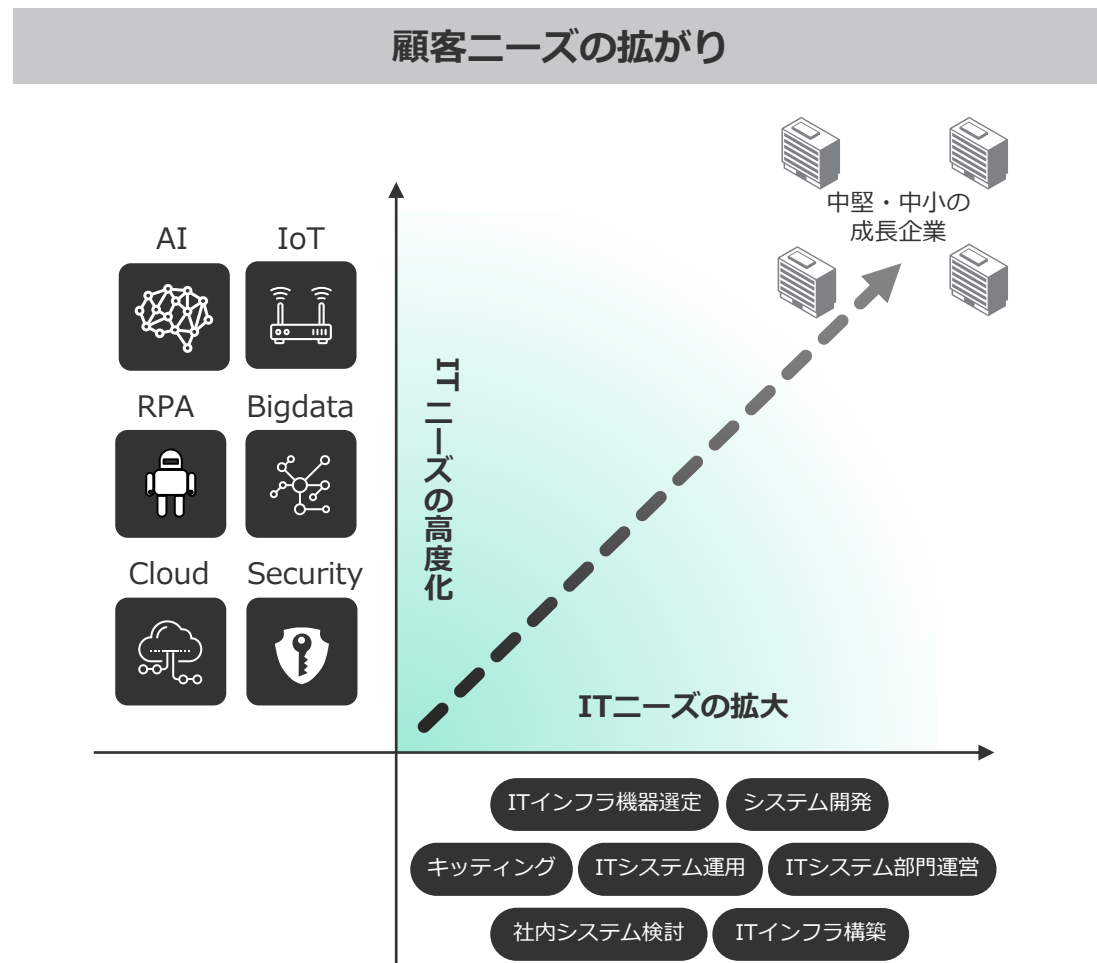 顧客ニーズの拡がり
中堅・中小の
成長企業
AI
IoT
RPA
Bigdata
Cloud
Security
ITニーズの高度化
ITニーズの拡大
ITインフラ機器選定
システム開発
キッティング
ITシステム運用
ITシステム部門運営
社内システム検討
ITインフラ構築